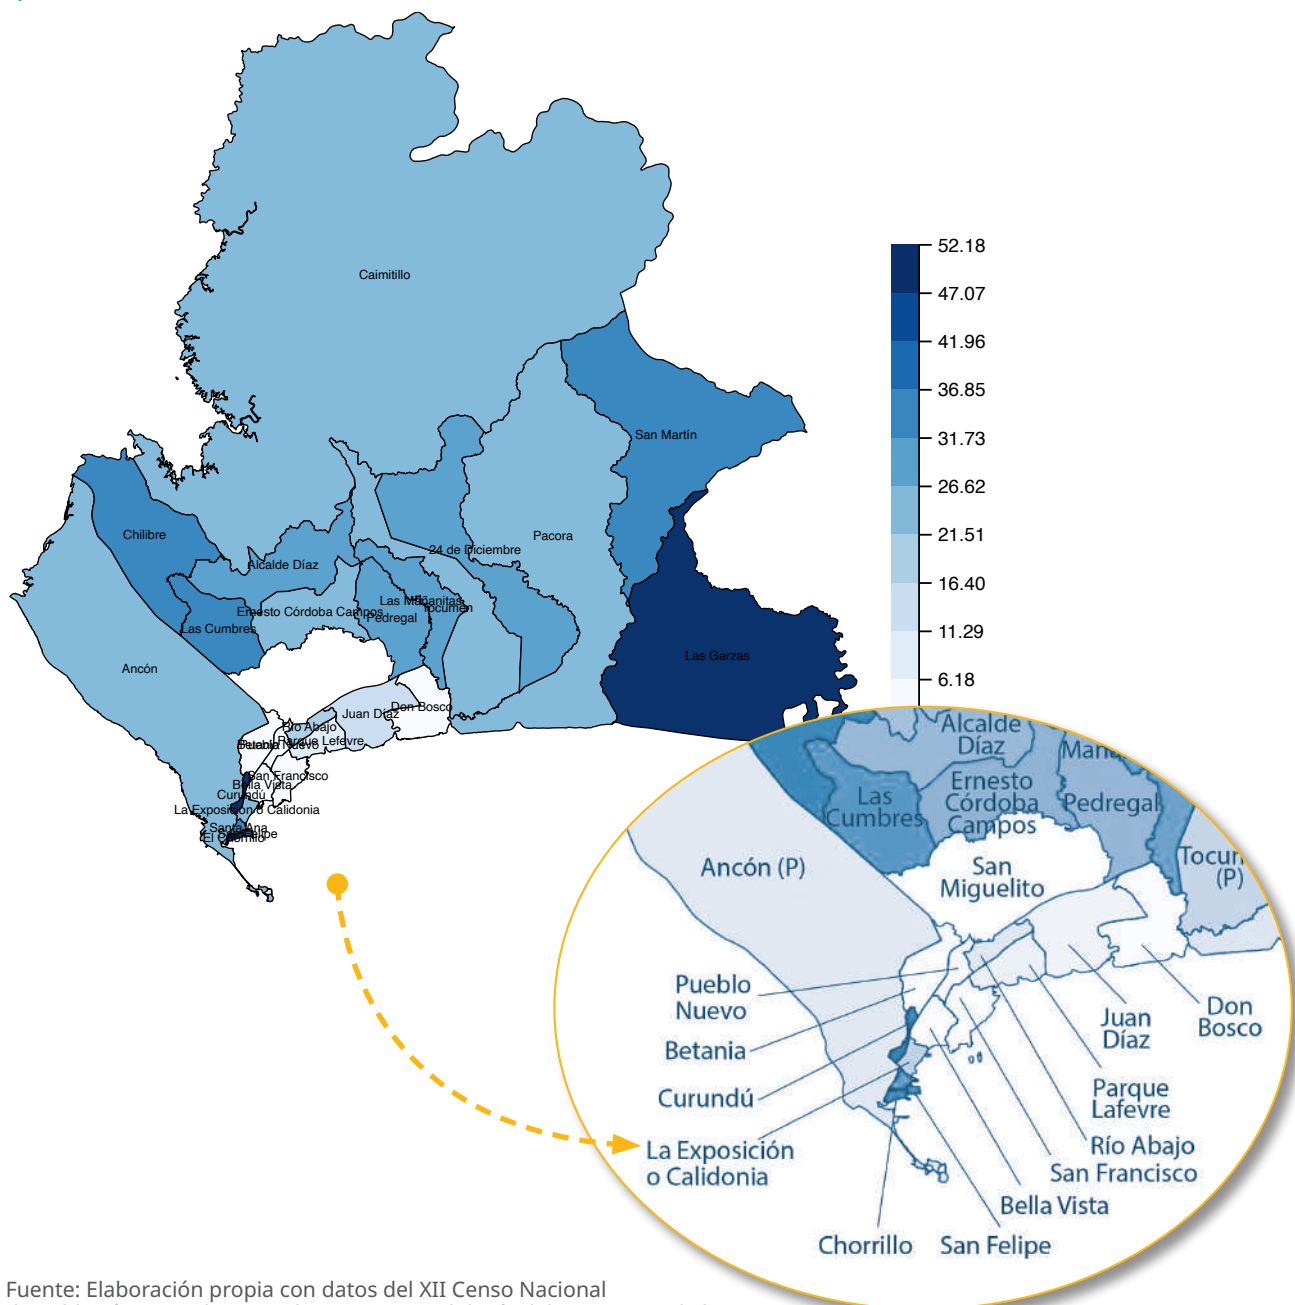 Caimitillo
52.18
47.07
41.96
36.85
31.73
26.62
21.51
16.40
11.29
6.18
San Martín
Chilibre
Pacora
24 de Diciembre
Alcalde Díaz
Las Mañanitas
Tocumen
Ernesto Córdoba Campos
Pedregal
Las Cumbres
Las Garzas
Ancón
Don Bosco
Juan Díaz
Río Abajo
Pueblo Nuevo
Parque Lefevre
San Francisco
Bella Vista
Curundú
La Exposición o Calidonia
Santa Ana
El Chorrillo
Alcalde
Díaz
Pedregal
Las
Cumbres
Ernesto
Córdoba
Campos
Tocun
(P)
Ancón (P)
San
Miguelito
Pueblo
Nuevo
Betania
Curundú
La Exposición
o Calidonia
Chorrillo
San Felipe
Bella Vista
San Francisco
Río Abajo
Parque
Lafevre
Juan
Díaz
Don
Bosco
Fuente: Elaboración propia con datos del XII Censo Nacional